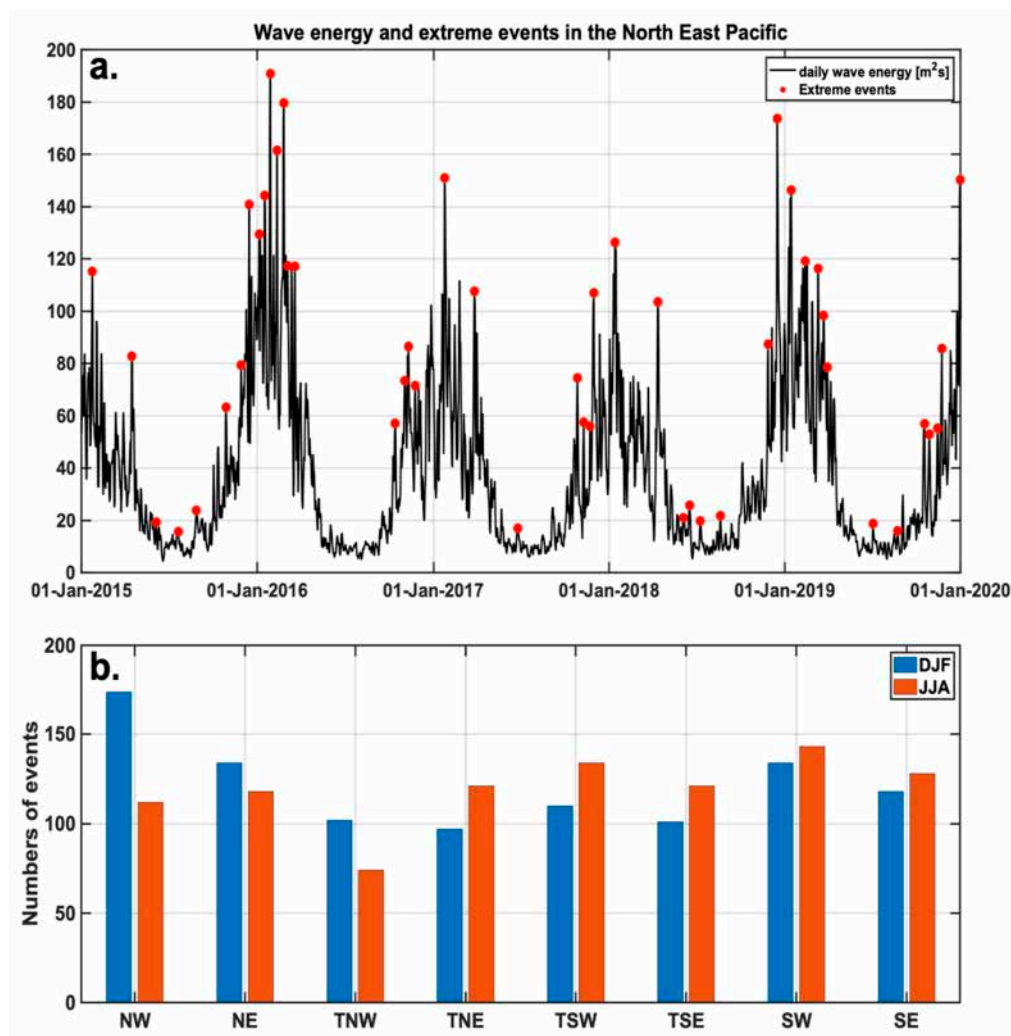 Wave energy and extreme events in the North East Pacific
a.
daily wave energy [m²s]
Extreme events
200
180
160
140
120
100
80
60
40
20
0
01-Jan-2015 01-Jan-2016 01-Jan-2017 01-Jan-2018 01-Jan-2019 01-Jan-2020
b.
DJF
JJA
Numbers of events
200
150
100
50
0
NW NE TNW TNE TSW TSE SW SE